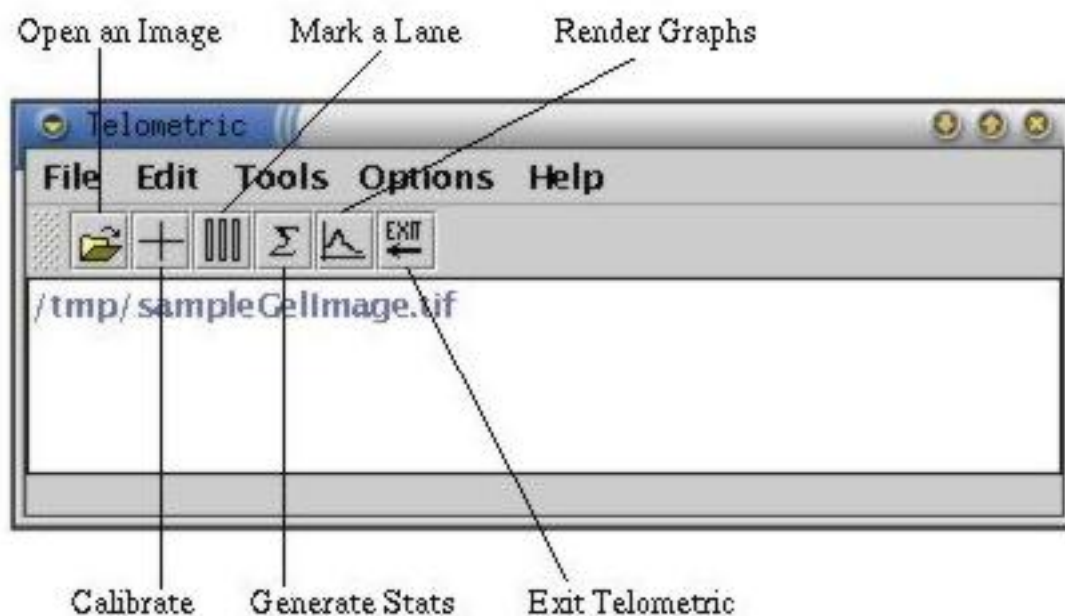 Open an Image Mark a Lane Render Graphs
Telometric
File Edit Tools Options Help
EXIT
/tmp/sampleGelImage.tif
Calibrate Generate Stats Exit Telometric